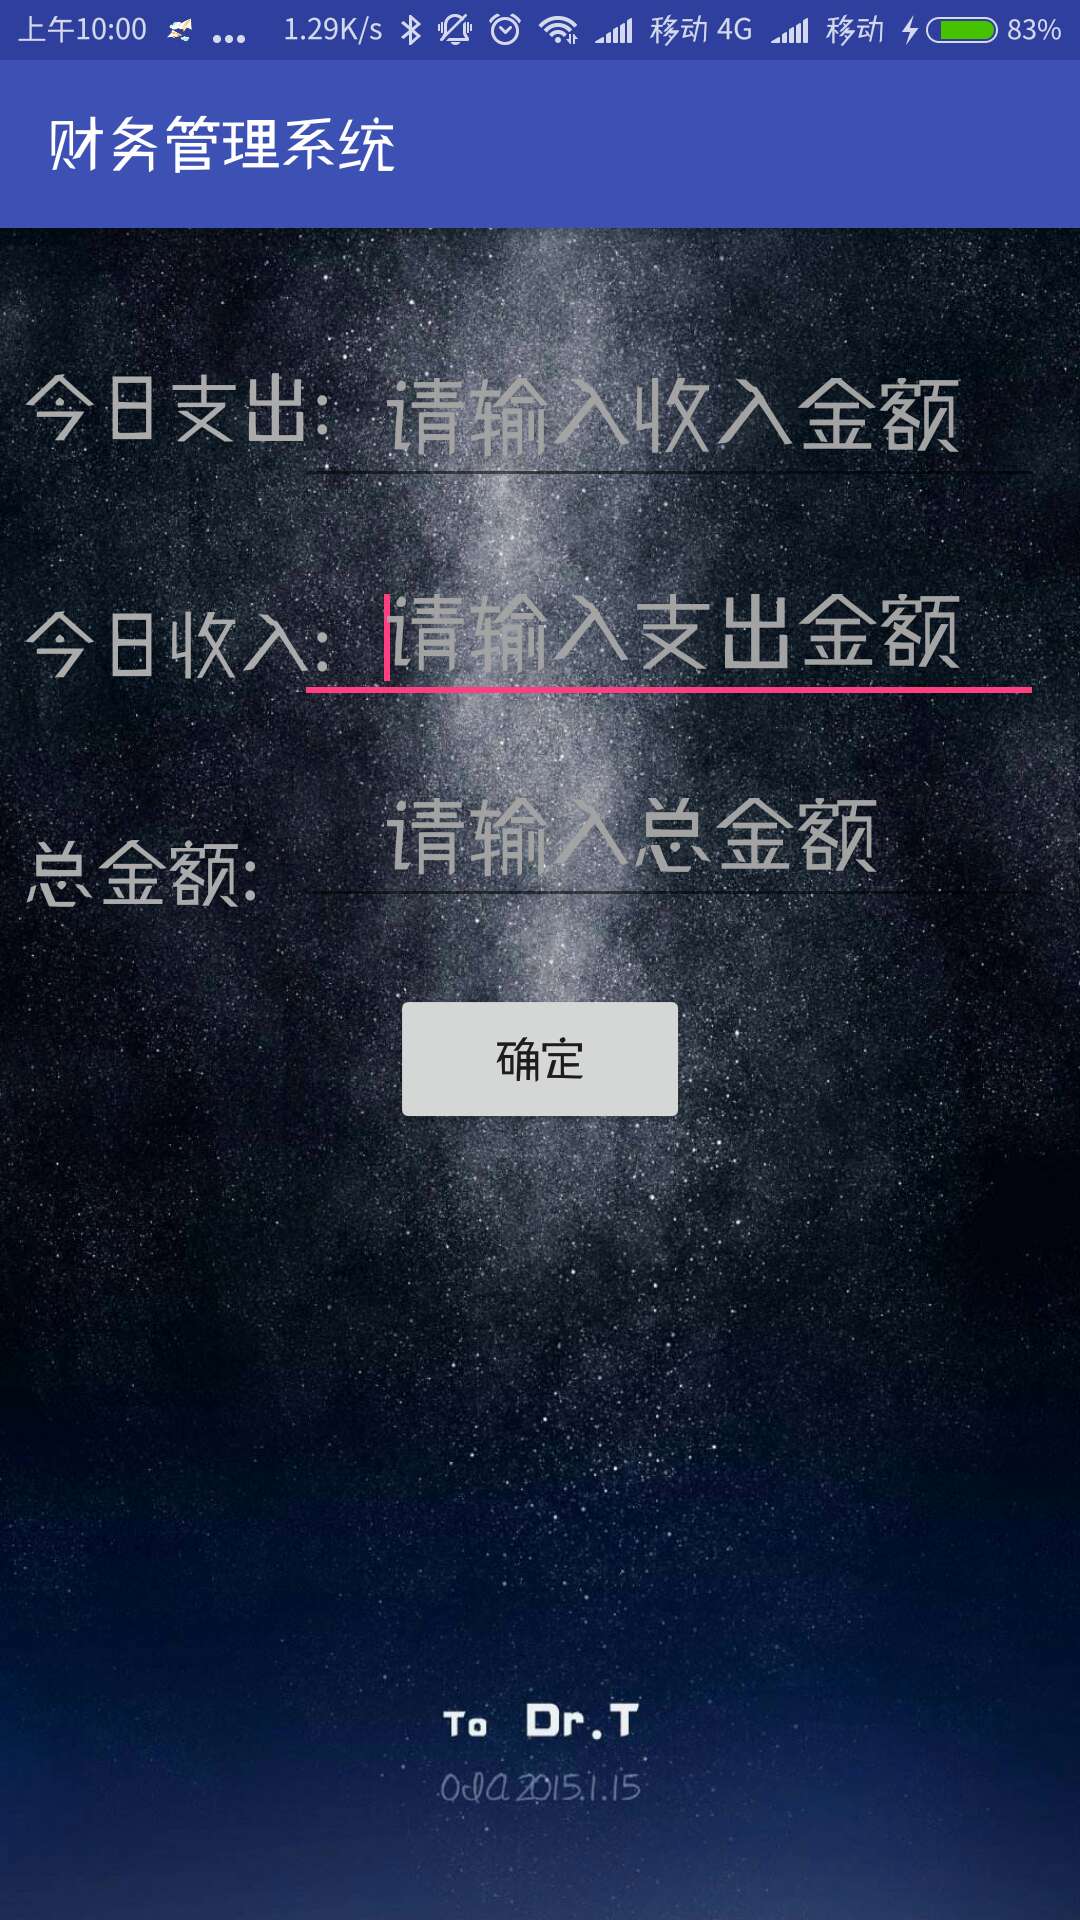 上午10:00 ... 1.29K/s 移动 4G 移动 83%
财务管理系统
今日支出: 请输入收入金额
今日收入: 请输入支出金额
总金额: 请输入总金额
确定
To Dr.T
OIA 2015.1.15